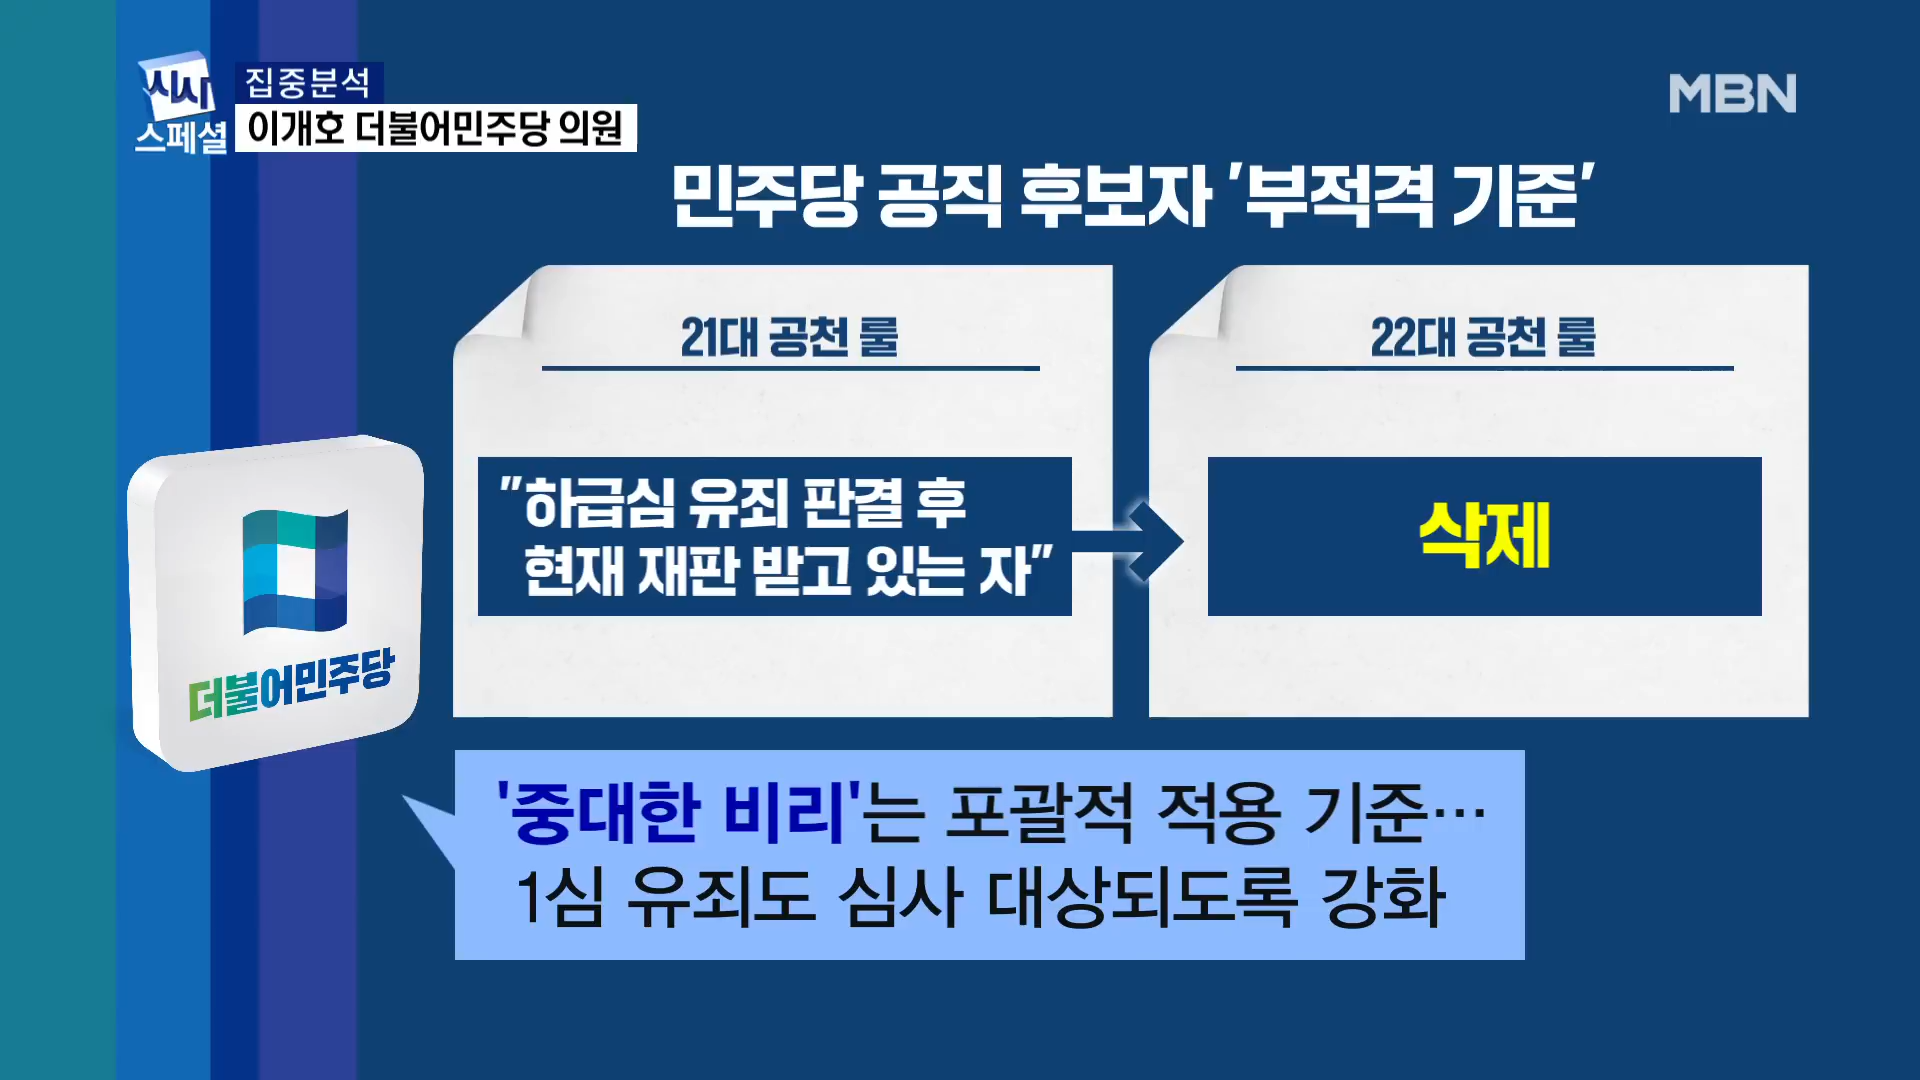 시사
스페셜
집중분석
이개호 더불어민주당 의원
MBN
민주당 공직 후보자 '부적격 기준'
21대 공천 룰
"하급심 유죄 판결 후
현재 재판 받고 있는 자"
22대 공천 룰
삭제
더불어민주당
'중대한 비리'는 포괄적 적용 기준…
1심 유죄도 심사 대상되도록 강화